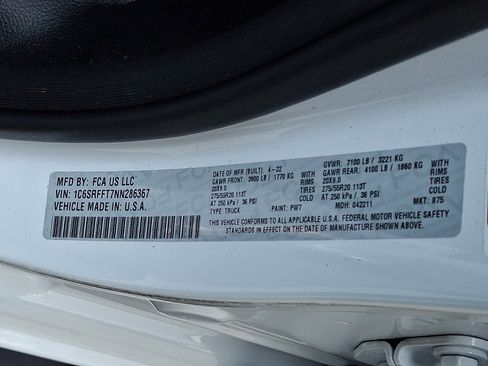 MFD BY: FCA US LLC
VIN: 1C6SRFFT7NN286367
VEHICLE MADE IN: U.S.A.
DATE OF MFR (BUILT): 4-22
GAWR FRONT: 3900 LB / 1770 KG WITH
20X9.0 RIMS
275/55R20 113T TIRES
AT 250 kPa / 36 PSI COLD
TYPE: TRUCK PAINT: PW7
GVWR: 7100 LB / 3221 KG
GAWR REAR: 4100 LB / 1860 KG WITH
20X9.0 RIMS
275/55R20 113T TIRES
AT 250 kPa / 36 PSI COLD
MDH: 042211 MKT: 875
THIS VEHICLE CONFORMS TO ALL APPLICABLE U.S.A. FEDERAL MOTOR VEHICLE SAFETY
STANDARDS IN EFFECT ON THE DATE OF MANUFACTURE SHOWN ABOVE.